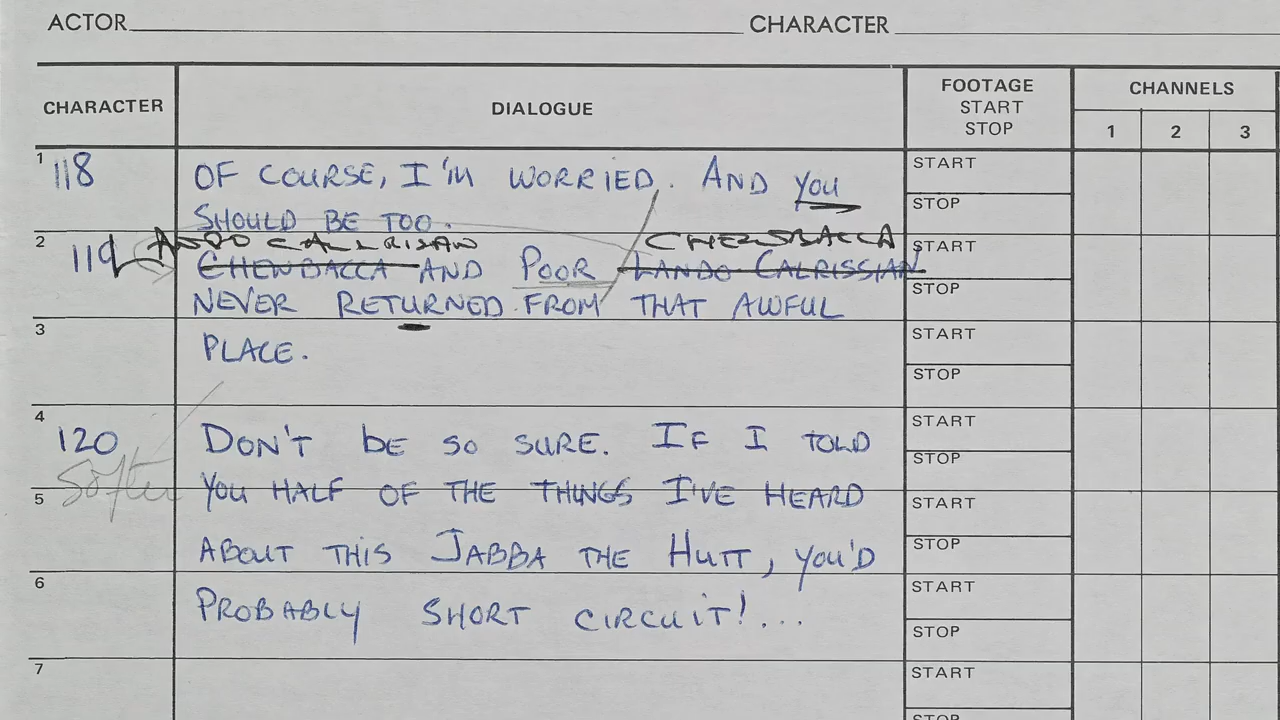 ACTOR CHARACTER
CHARACTER DIALOGUE FOOTAGE START STOP CHANNELS
1 2 3
1 118 OF COURSE, I'M WORRIED. AND YOU START
SHOULD BE TOO. STOP
CALLRISIAN CHEWBACCA
2 119 CHEWBACCA AND POOR LANDO CALRISSIAN START
NEVER RETURNED FROM THAT AWFUL STOP
3 START
PLACE. STOP
4 120 DON'T BE SO SURE. IF I TOLD START
STOP
Softer
5 YOU HALF OF THE THINGS I'VE HEARD START
ABOUT THIS JABBA THE HUTT, YOU'D STOP
6 START
PROBABLY SHORT CIRCUIT!... STOP
7 START
STOP